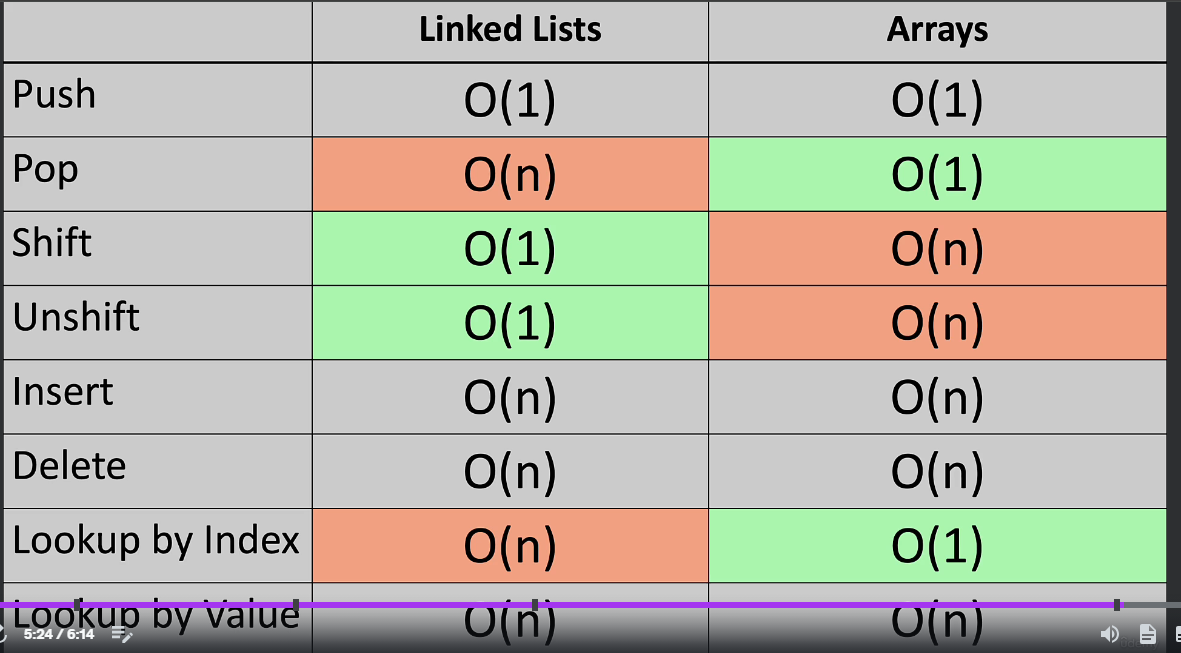 Linked Lists Arrays
Push O(1) O(1)
Pop O(n) O(1)
Shift O(1) O(n)
Unshift O(1) O(n)
Insert O(n) O(n)
Delete O(n) O(n)
Lookup by Index O(n) O(1)
Lookup by Value O(n) O(n)
5:24 / 6:14